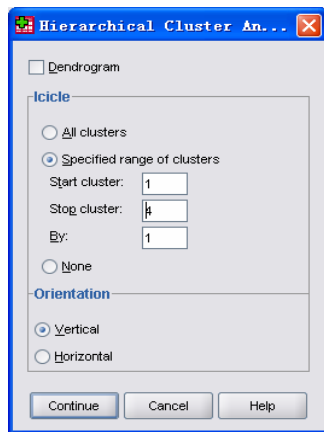 Hierarchical Cluster An...
Dendrogram
Icicle
All clusters
Specified range of clusters
Start cluster: 1
Stop cluster: 4
By: 1
None
Orientation
Vertical
Horizontal
Continue Cancel Help